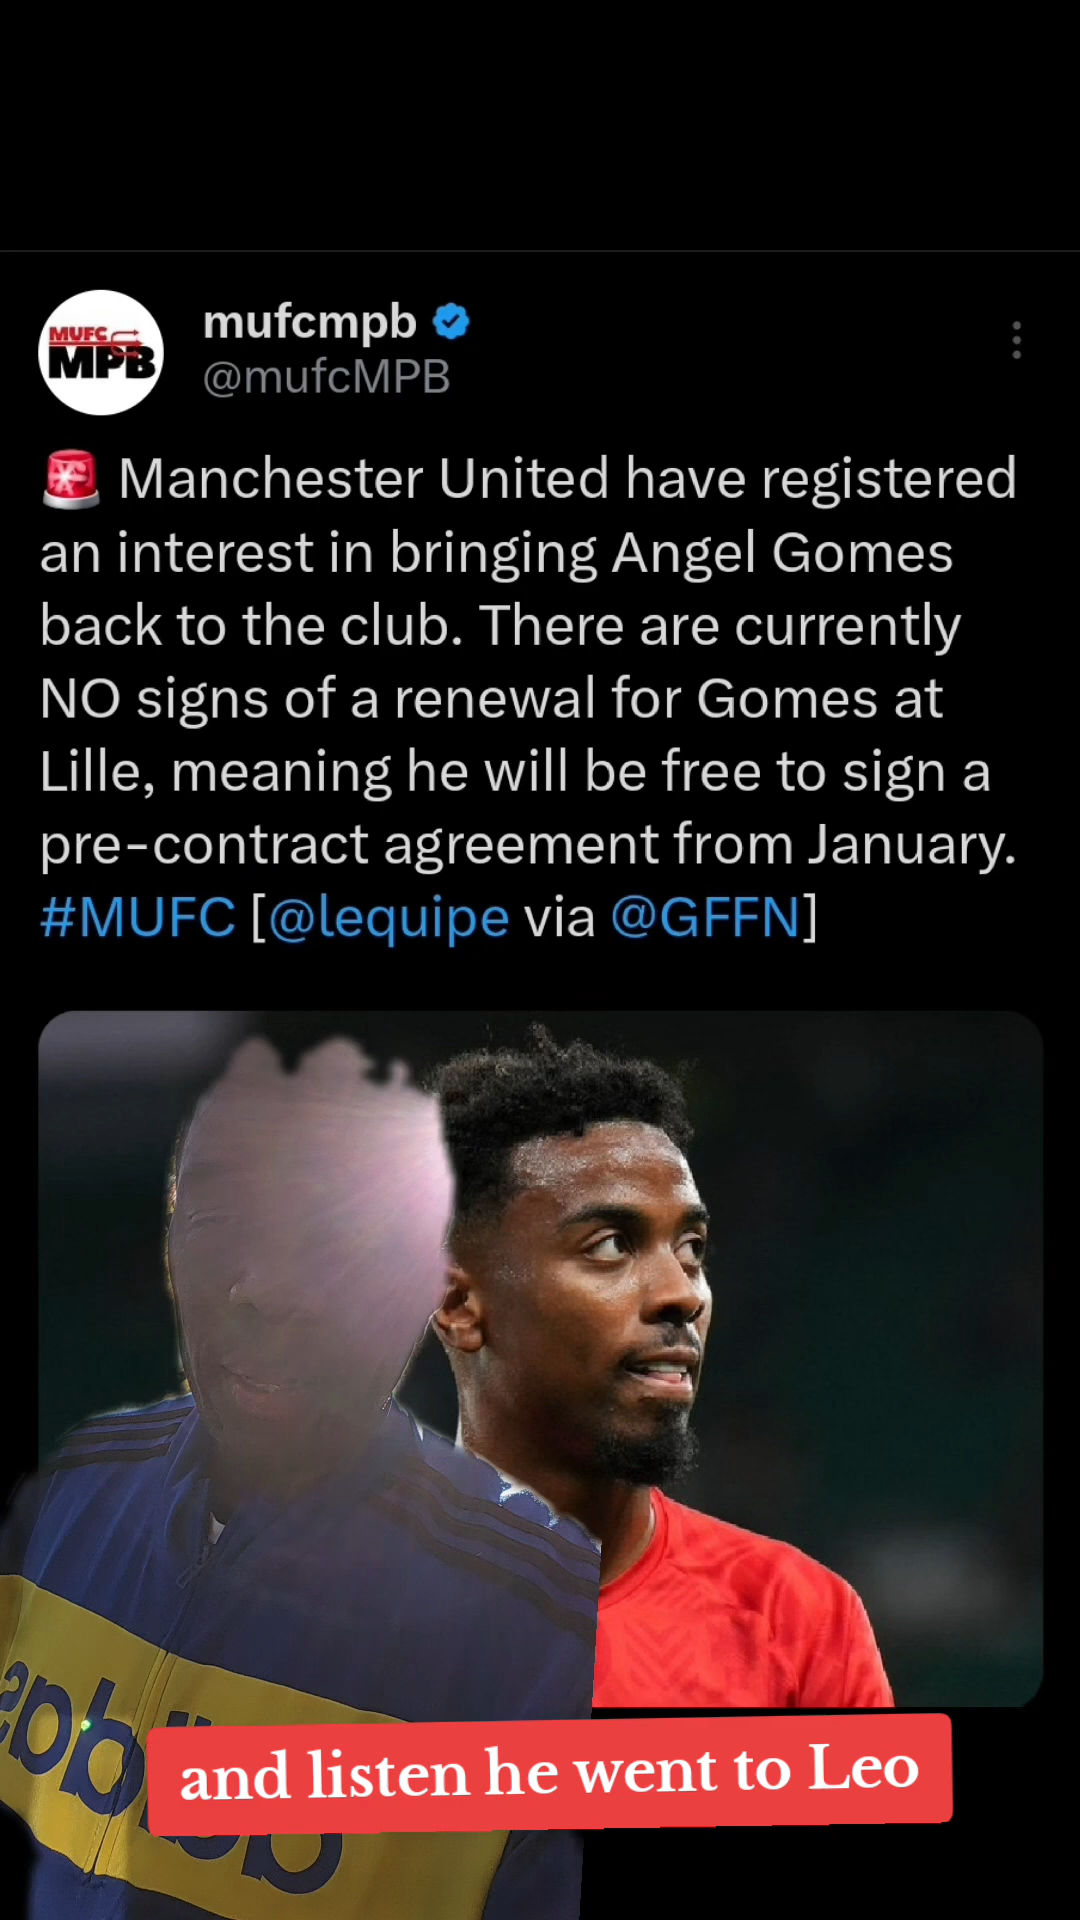 MUFC
MPB
mufcmpb
@mufcMPB
🚨 Manchester United have registered
an interest in bringing Angel Gomes
back to the club. There are currently
NO signs of a renewal for Gomes at
Lille, meaning he will be free to sign a
pre-contract agreement from January.
#MUFC [@lequipe via @GFFN]
and listen he went to Leo